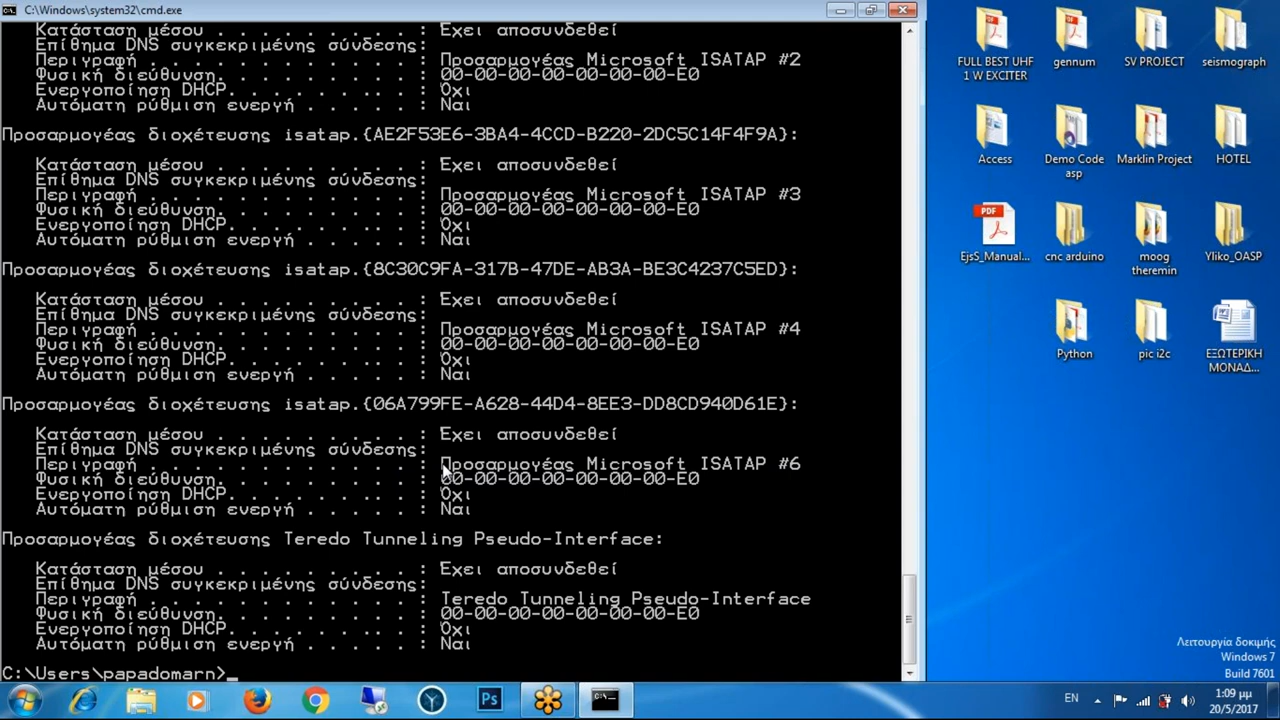 C:\Windows\system32\cmd.exe
Κατάσταση μέσου . . . . . . . . . . : Έχει αποσυνδεθεί
Επίθημα DNS συγκεκριμένης σύνδεσης:
Περιγραφή . . . . . . . . . . . . . : Προσαρμογέας Microsoft ISATAP #2
Φυσική διεύθυνση. . . . . . . . . . : 00-00-00-00-00-00-00-E0
Ενεργοποίηση DHCP. . . . . . . . . .: Όχι
Αυτόματη ρύθμιση ενεργή . . . . . . : Ναι
Προσαρμογέας διοχέτευσης isatap.{AE2F53E6-3BA4-4CCD-B220-2DC5C14F4F9A}:
Κατάσταση μέσου . . . . . . . . . . : Έχει αποσυνδεθεί
Επίθημα DNS συγκεκριμένης σύνδεσης:
Περιγραφή . . . . . . . . . . . . . : Προσαρμογέας Microsoft ISATAP #3
Φυσική διεύθυνση. . . . . . . . . . : 00-00-00-00-00-00-00-E0
Ενεργοποίηση DHCP. . . . . . . . . .: Όχι
Αυτόματη ρύθμιση ενεργή . . . . . . : Ναι
Προσαρμογέας διοχέτευσης isatap.{8C30C9FA-317B-47DE-AB3A-BE3C4237C5ED}:
Κατάσταση μέσου . . . . . . . . . . : Έχει αποσυνδεθεί
Επίθημα DNS συγκεκριμένης σύνδεσης:
Περιγραφή . . . . . . . . . . . . . : Προσαρμογέας Microsoft ISATAP #4
Φυσική διεύθυνση. . . . . . . . . . : 00-00-00-00-00-00-00-E0
Ενεργοποίηση DHCP. . . . . . . . . .: Όχι
Αυτόματη ρύθμιση ενεργή . . . . . . : Ναι
Προσαρμογέας διοχέτευσης isatap.{06A799FE-A628-44D4-8EE3-DD8CD940D61E}:
Κατάσταση μέσου . . . . . . . . . . : Έχει αποσυνδεθεί
Επίθημα DNS συγκεκριμένης σύνδεσης:
Περιγραφή . . . . . . . . . . . . . : Προσαρμογέας Microsoft ISATAP #6
Φυσική διεύθυνση. . . . . . . . . . : 00-00-00-00-00-00-00-E0
Ενεργοποίηση DHCP. . . . . . . . . .: Όχι
Αυτόματη ρύθμιση ενεργή . . . . . . : Ναι
Προσαρμογέας διοχέτευσης Teredo Tunneling Pseudo-Interface:
Κατάσταση μέσου . . . . . . . . . . : Έχει αποσυνδεθεί
Επίθημα DNS συγκεκριμένης σύνδεσης:
Περιγραφή . . . . . . . . . . . . . : Teredo Tunneling Pseudo-Interface
Φυσική διεύθυνση. . . . . . . . . . : 00-00-00-00-00-00-00-E0
Ενεργοποίηση DHCP. . . . . . . . . .: Όχι
Αυτόματη ρύθμιση ενεργή . . . . . . : Ναι
C:\Users\papadomarn>_
FULL BEST UHF
1 W EXCITER
gennum
SV PROJECT
seismograph
Access
Demo Code
asp
Marklin Project
HOTEL
PDF
EjsS_Manual...
cnc arduino
moog
theremin
Yliko_OASP
Python
pic i2c
ΕΞΩΤΕΡΙΚΗ
ΜΟΝΑΔ...
Λειτουργία δοκιμής
Windows 7
Build 7601
Ps
C:\_
EN
1:09 μμ
20/5/2017